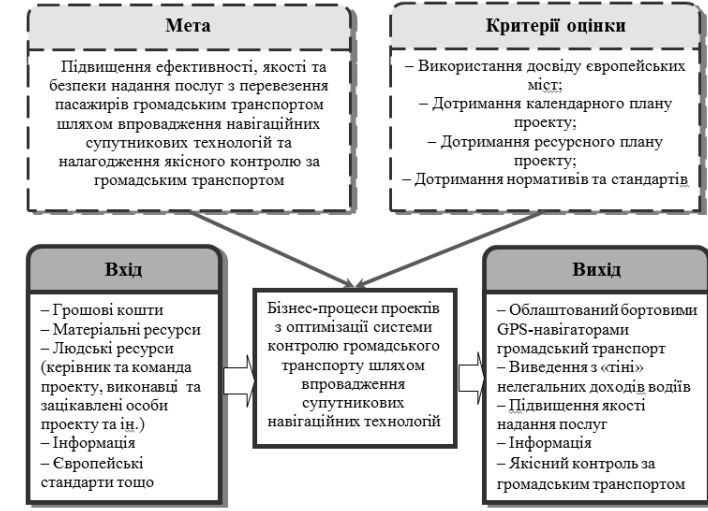 Мета
Підвищення ефективності, якості та
безпеки надання послуг з перевезення
пасажирів громадським транспортом
шляхом впровадження навігаційних
супутникових технологій та
налагодження якісного контролю за
громадським транспортом
Критерії оцінки
– Використання досвіду європейських
міст;
– Дотримання календарного плану
проекту;
– Дотримання ресурсного плану
проекту;
– Дотримання нормативів та стандартів
Вхід
– Грошові кошти
– Матеріальні ресурси
– Людські ресурси
(керівник та команда
проекту, виконавці та
зацікавлені особи
проекту та ін.)
– Інформація
– Європейські
стандарти тощо
Бізнес-процеси проектів
з оптимізації системи
контролю громадського
транспорту шляхом
впровадження
супутникових
навігаційних технологій
Вихід
– Облаштований бортовими
GPS-навігаторами
громадський транспорт
– Виведення з «тіні»
нелегальних доходів водіїв
– Підвищення якості
надання послуг
– Інформація
– Якісний контроль за
громадським транспортом